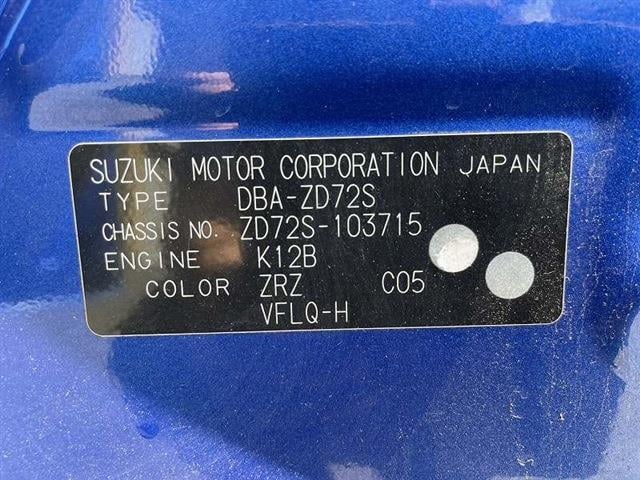 SUZUKI MOTOR CORPORATION JAPAN
TYPE DBA-ZD72S
CHASSIS NO. ZD72S-103715
ENGINE K12B
COLOR ZRZ C05
VFLQ-H